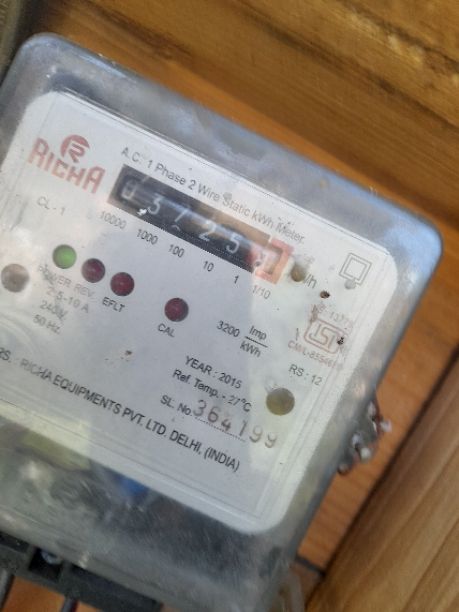 RICHA
A.C. 1 Phase 2 Wire Static kWh Meter
0 3 7 2 5
CL - 1
10000 1000 100 10 1 1/10
POWER REV. EFLT
2.5-10 A
240 V
50 Hz.
CAL
3200 Imp
kWh
YEAR : 2015
RS : 12
Ref. Temp. - 27°C
SL. No. 364199
RICHA EQUIPMENTS PVT. LTD. DELHI, (INDIA)